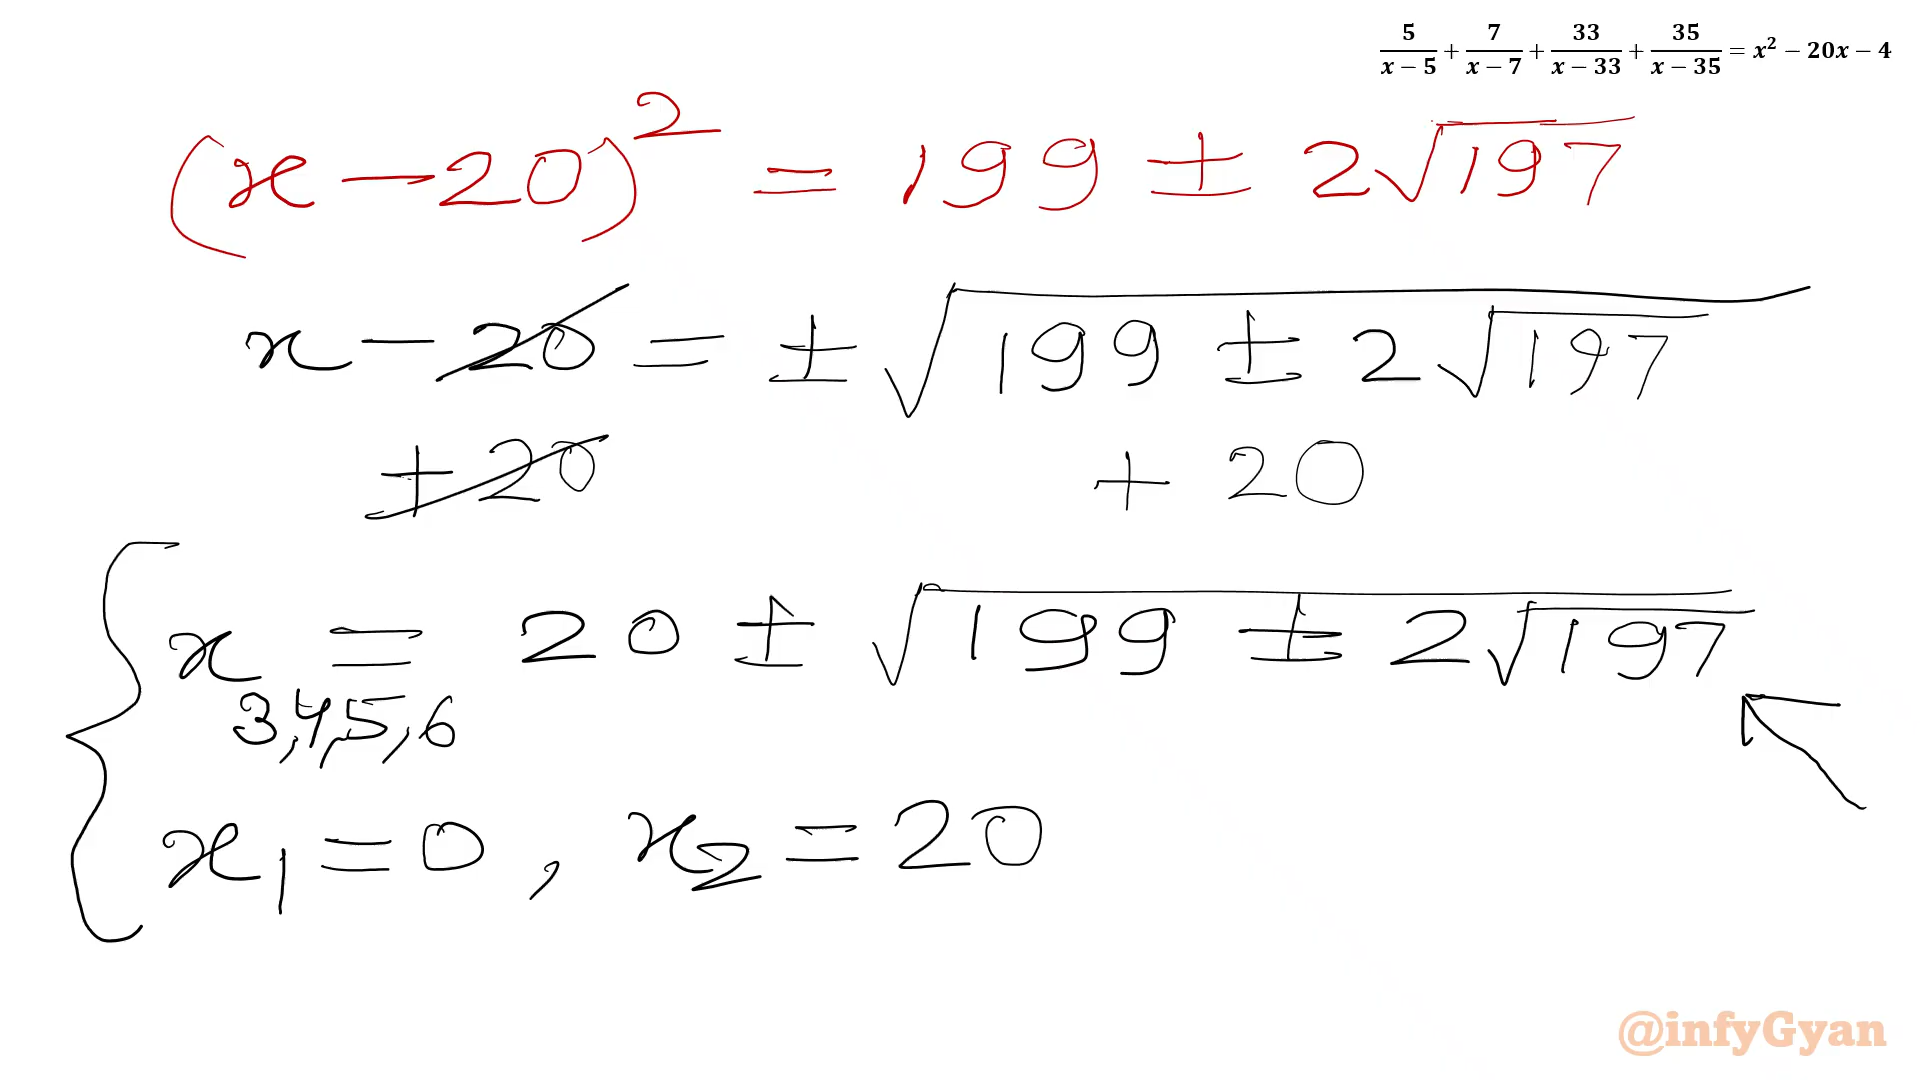 5/(x − 5) + 7/(x − 7) + 33/(x − 33) + 35/(x − 35) = x² − 20x − 4
(x − 20)² = 199 ± 2√197
x − 20 = ±√(199 ± 2√197)
+ 20 + 20
x = 20 ± √(199 ± 2√197)
3,4,5,6
x₁ = 0 , x₂ = 20
@infyGyan